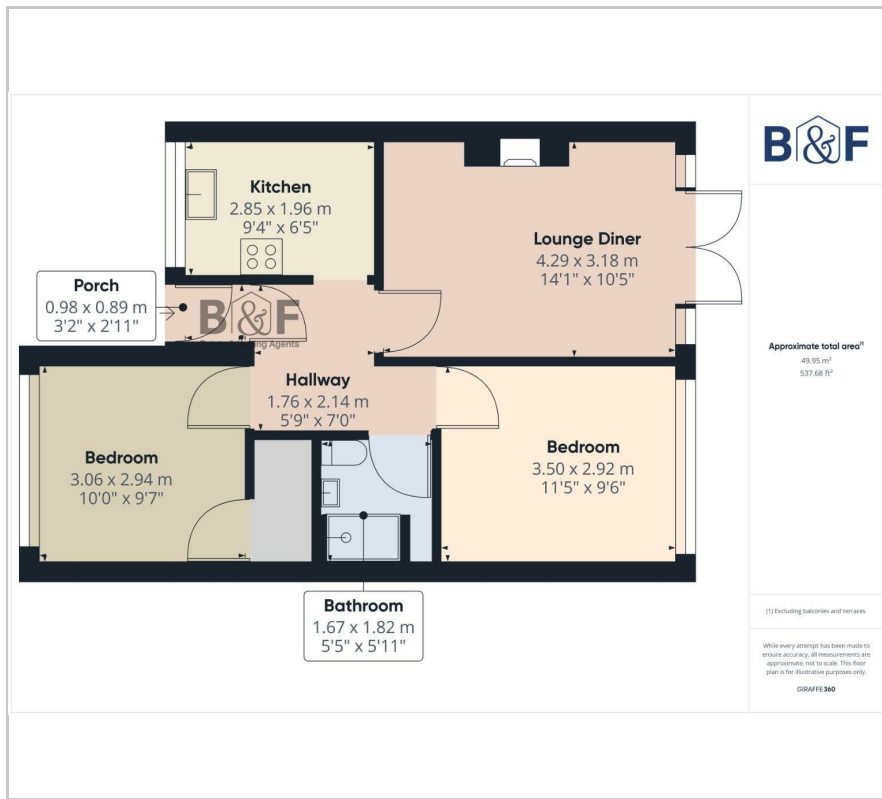 Kitchen
2.85 x 1.96 m
9'4" x 6'5"
Lounge Diner
4.29 x 3.18 m
14'1" x 10'5"
Porch
0.98 x 0.89 m
3'2" x 2'11"
B&F
Agents
Hallway
1.76 x 2.14 m
5'9" x 7'0"
Bedroom
3.06 x 2.94 m
10'0" x 9'7"
Bedroom
3.50 x 2.92 m
11'5" x 9'6"
Bathroom
1.67 x 1.82 m
5'5" x 5'11"
B&F
Approximate total area⁽¹⁾
49.95 m²
537.68 ft²
(1) Excluding balconies and terraces
While every attempt has been made to
ensure accuracy, all measurements are
approximate, not to scale. This floor
plan is for illustrative purposes only.
GIRAFFE360